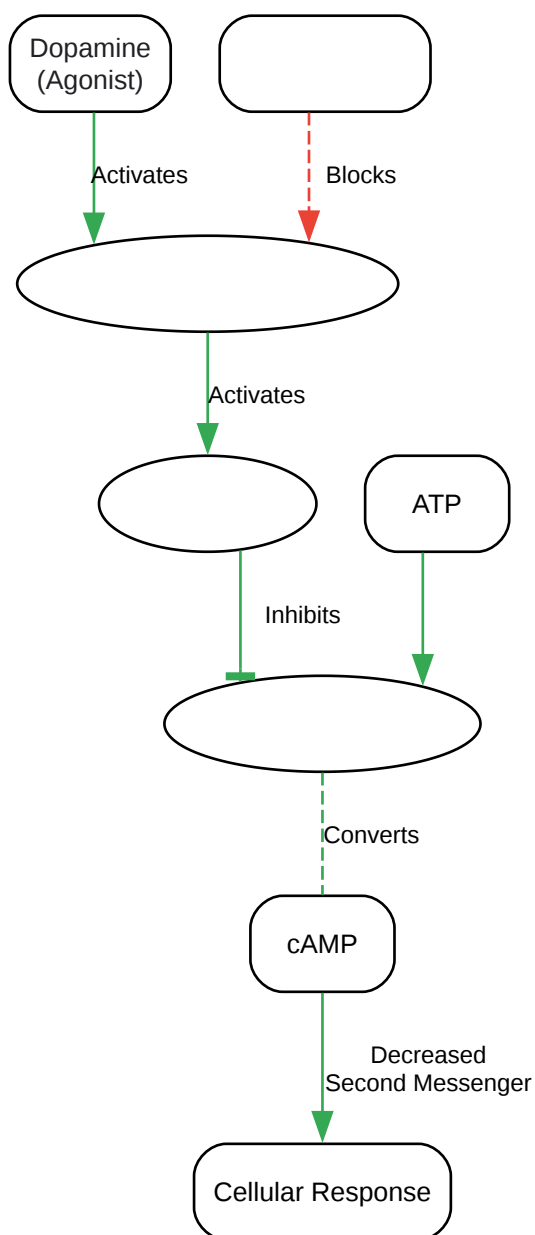 Dopamine
(Agonist)
Activates
Blocks
Activates
ATP
Inhibits
Converts
cAMP
Decreased
Second Messenger
Cellular Response